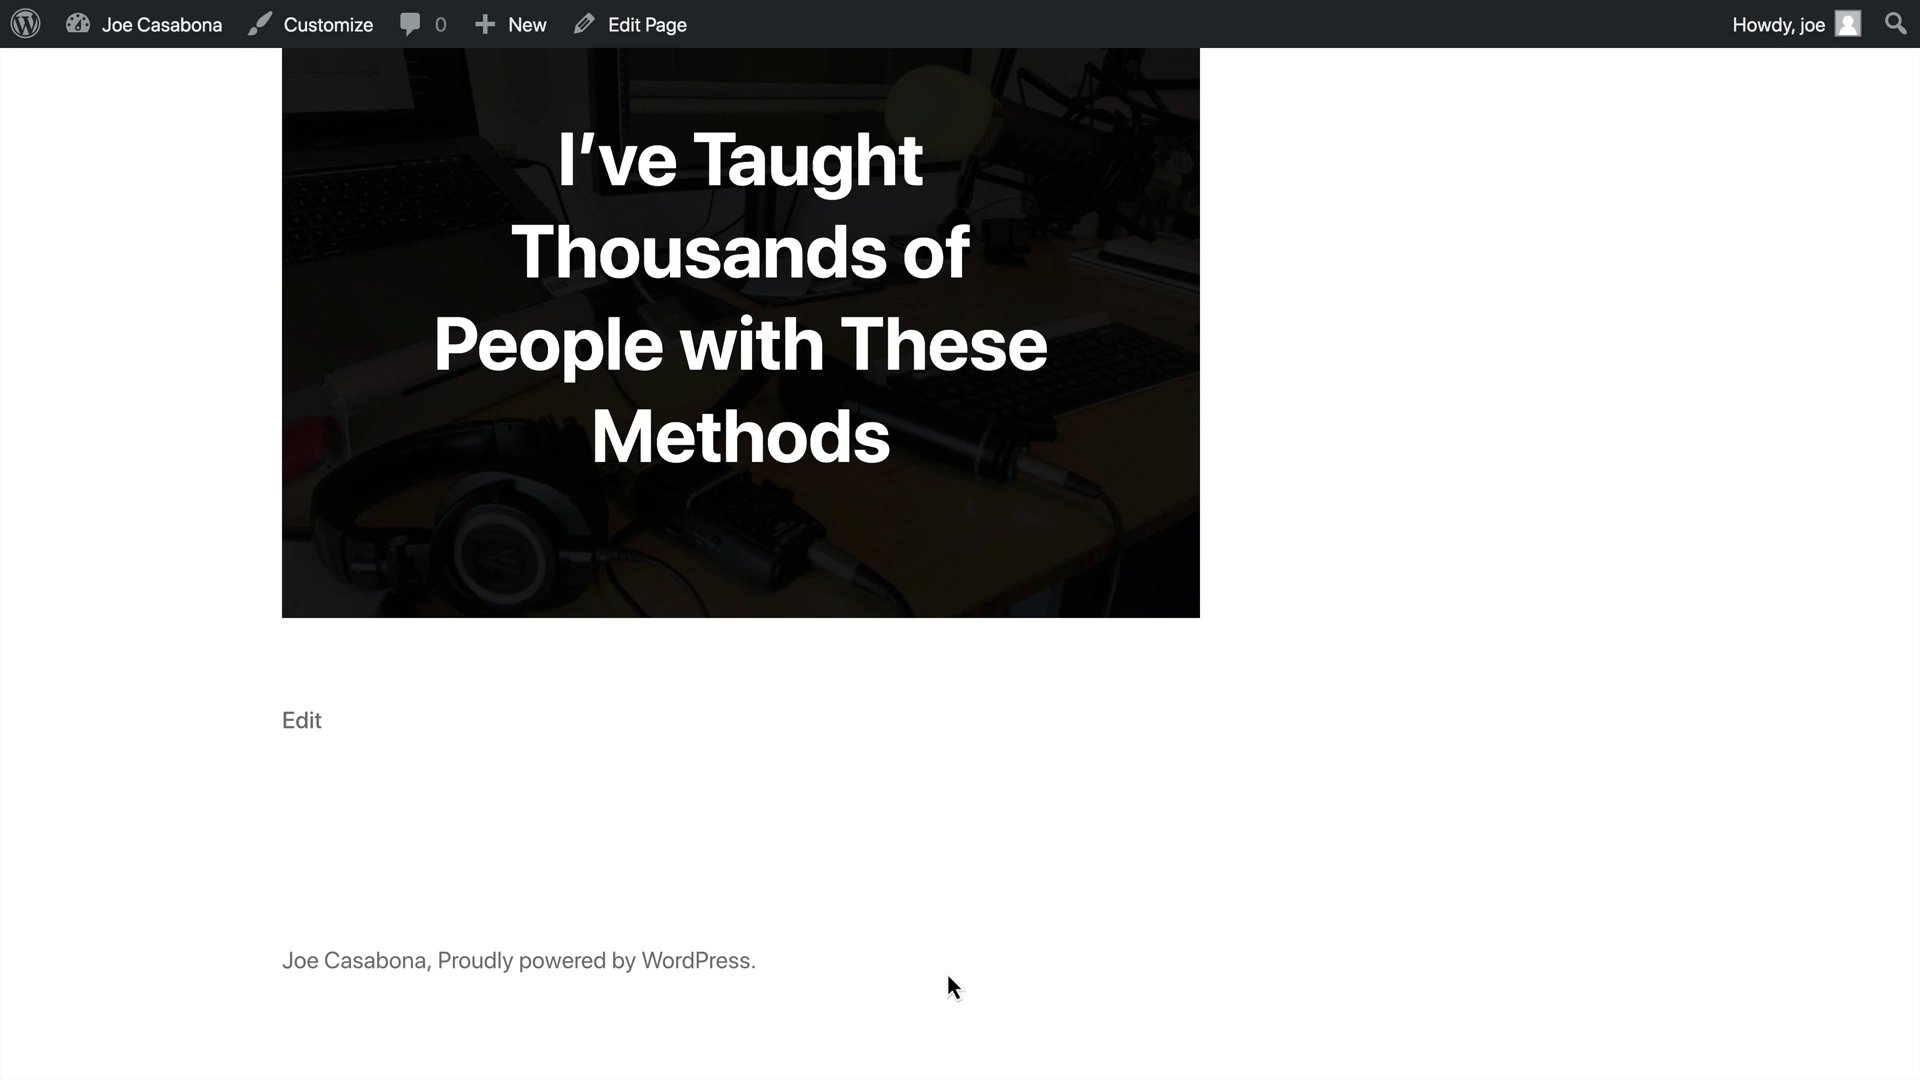 Joe Casabona Customize 0 New Edit Page Howdy, joe
I’ve Taught
Thousands of
People with These
Methods
Edit
Joe Casabona, Proudly powered by WordPress.